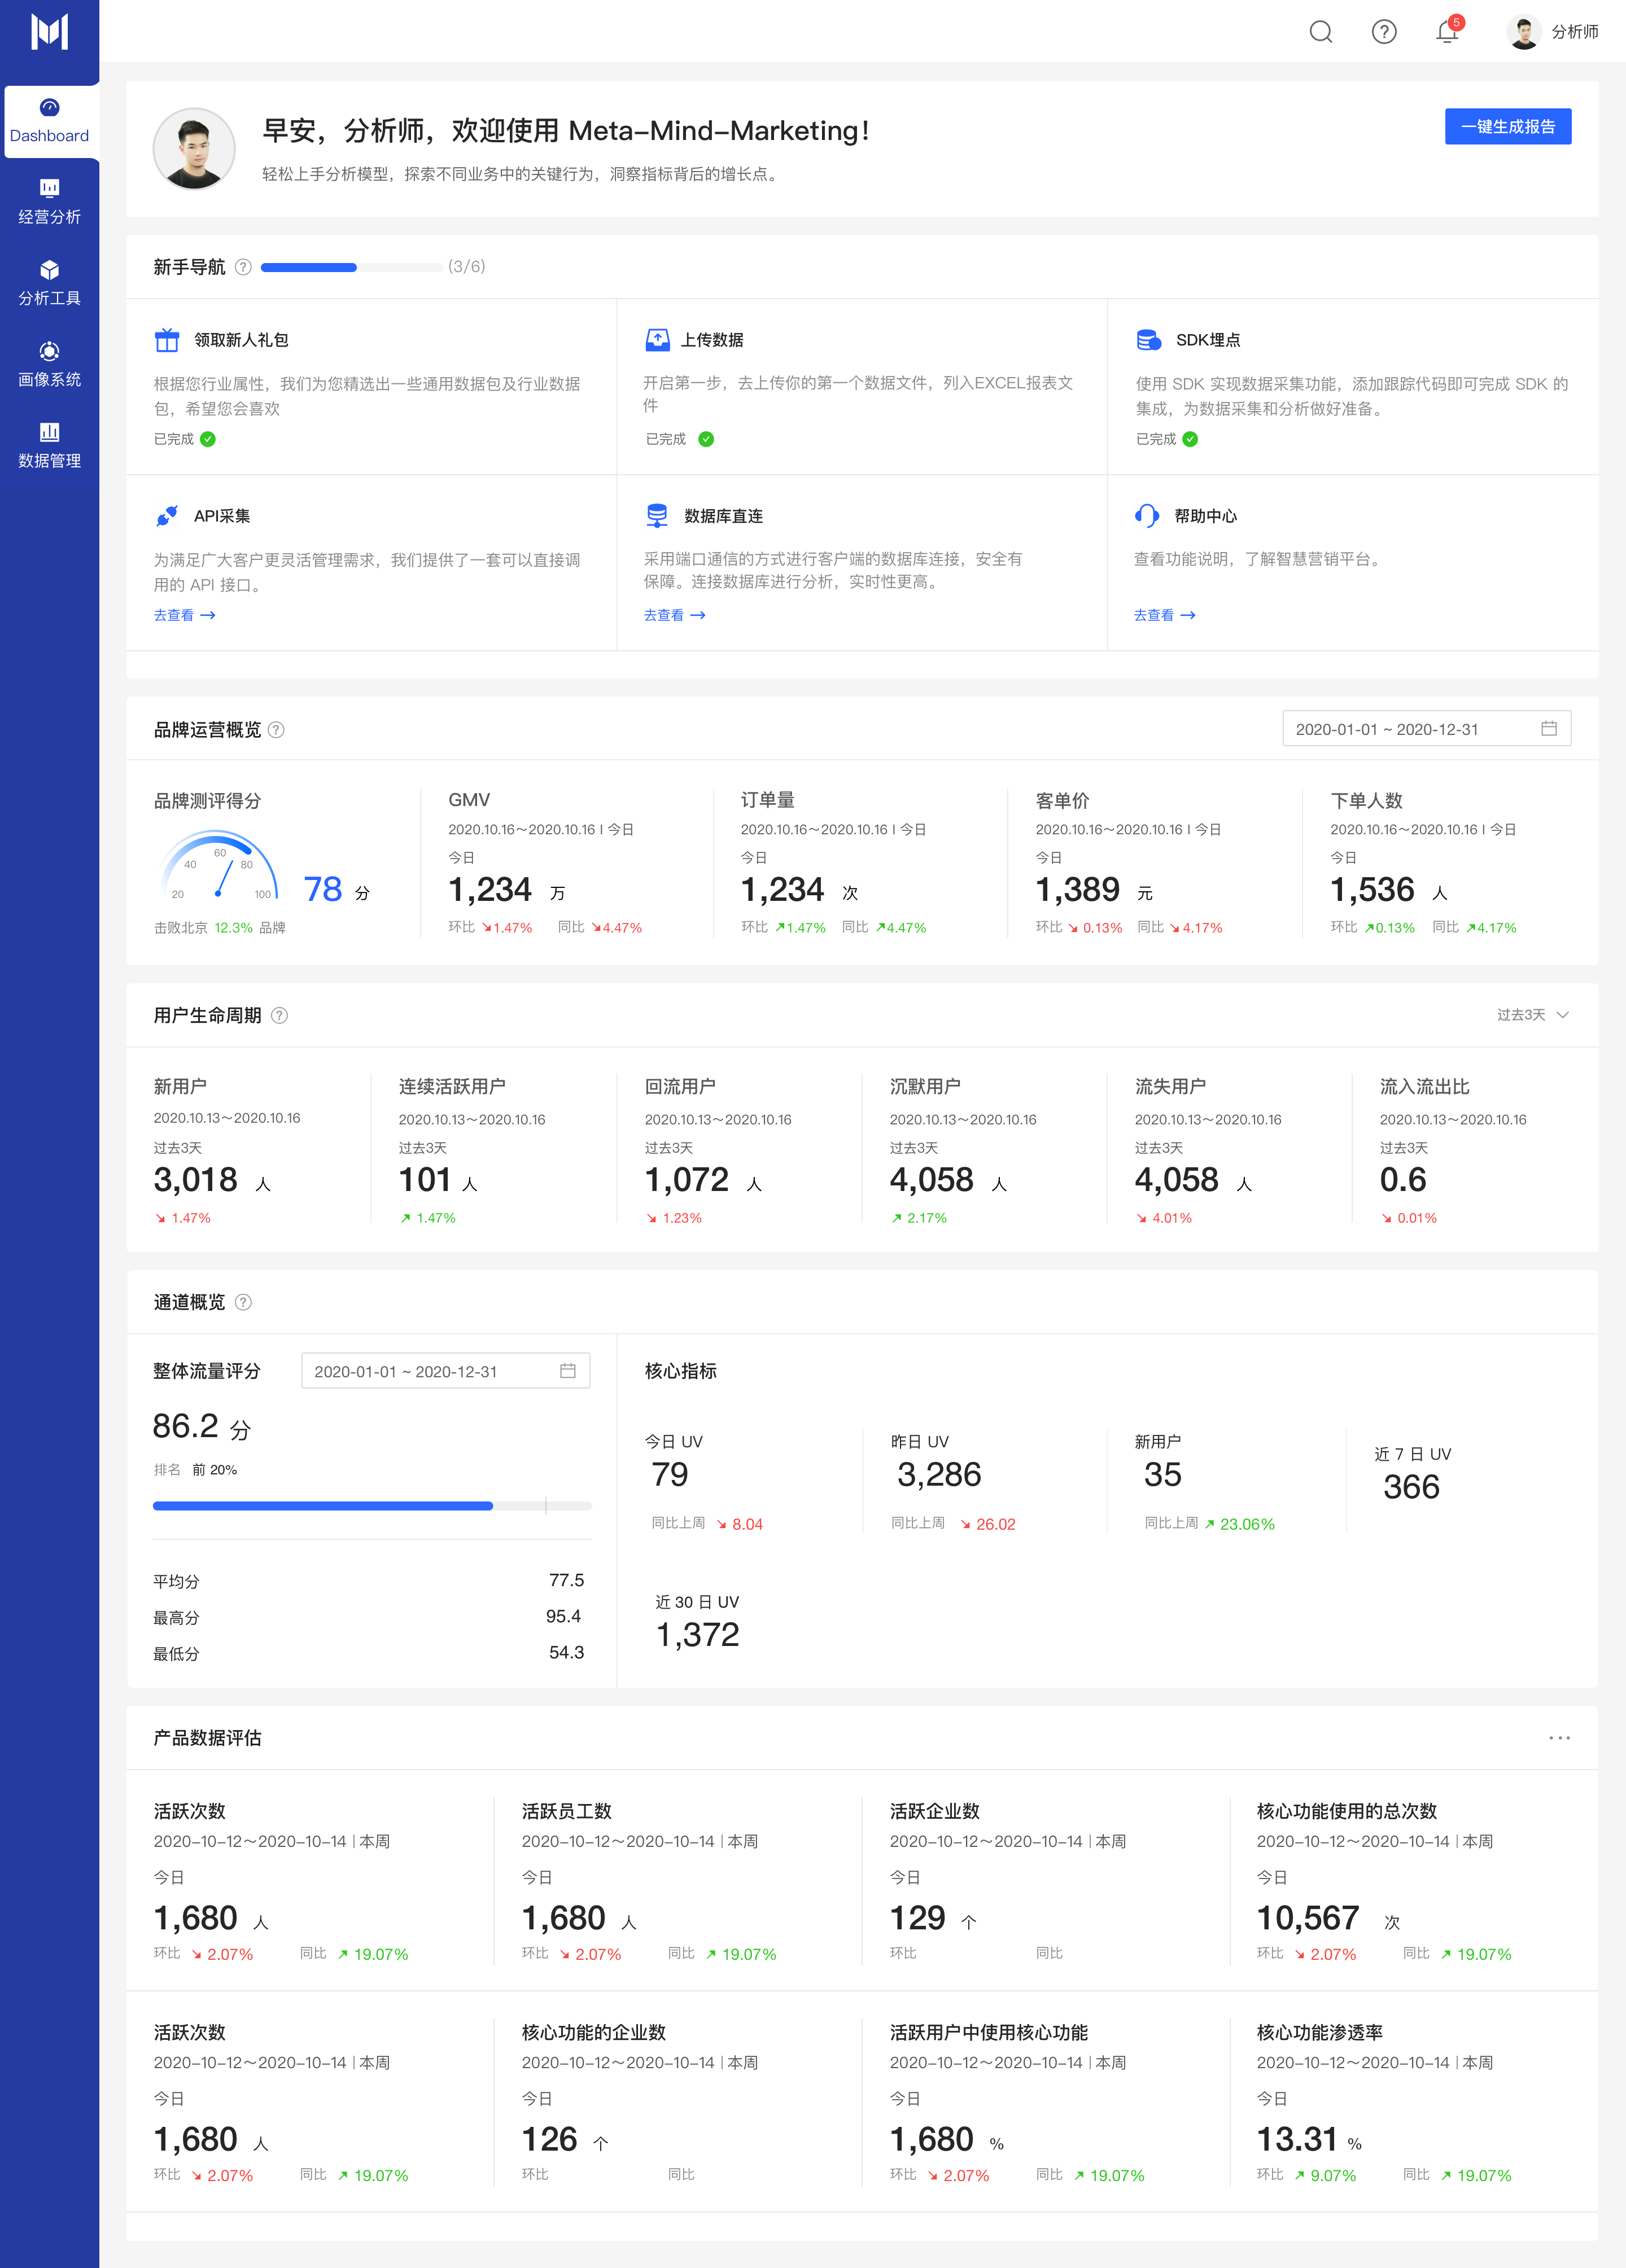 5
分析师
Dashboard
经营分析
分析工具
画像系统
数据管理
早安，分析师，欢迎使用 Meta-Mind-Marketing！
轻松上手分析模型，探索不同业务中的关键行为，洞察指标背后的增长点。
一键生成报告
新手导航 ? (3/6)
领取新人礼包
根据您行业属性，我们为您精选出一些通用数据包及行业数据
包，希望您会喜欢
已完成
上传数据
开启第一步，去上传你的第一个数据文件，列入EXCEL报表文
件
已完成
SDK埋点
使用 SDK 实现数据采集功能，添加跟踪代码即可完成 SDK 的
集成，为数据采集和分析做好准备。
已完成
API采集
为满足广大客户更灵活管理需求，我们提供了一套可以直接调
用的 API 接口。
去查看 →
数据库直连
采用端口通信的方式进行客户端的数据库连接，安全有
保障。连接数据库进行分析，实时性更高。
去查看 →
帮助中心
查看功能说明，了解智慧营销平台。
去查看 →
品牌运营概览 ?
2020-01-01 ~ 2020-12-31
品牌测评得分
20 40 60 80 100
78 分
击败北京 12.3% 品牌
GMV
2020.10.16～2020.10.16 | 今日
今日
1,234 万
环比 ↘1.47% 同比 ↘4.47%
订单量
2020.10.16～2020.10.16 | 今日
今日
1,234 次
环比 ↗1.47% 同比 ↗4.47%
客单价
2020.10.16～2020.10.16 | 今日
今日
1,389 元
环比 ↘ 0.13% 同比 ↘ 4.17%
下单人数
2020.10.16～2020.10.16 | 今日
今日
1,536 人
环比 ↗0.13% 同比 ↗4.17%
用户生命周期 ?
过去3天
新用户
2020.10.13～2020.10.16
过去3天
3,018 人
↘ 1.47%
连续活跃用户
2020.10.13～2020.10.16
过去3天
101 人
↗ 1.47%
回流用户
2020.10.13～2020.10.16
过去3天
1,072 人
↘ 1.23%
沉默用户
2020.10.13～2020.10.16
过去3天
4,058 人
↗ 2.17%
流失用户
2020.10.13～2020.10.16
过去3天
4,058 人
↘ 4.01%
流入流出比
2020.10.13～2020.10.16
过去3天
0.6
↘ 0.01%
通道概览 ?
整体流量评分
2020-01-01 ~ 2020-12-31
86.2 分
排名 前 20%
平均分 77.5
最高分 95.4
最低分 54.3
核心指标
今日 UV
79
同比上周 ↘ 8.04
昨日 UV
3,286
同比上周 ↘ 26.02
新用户
35
同比上周 ↗ 23.06%
近 7 日 UV
366
近 30 日 UV
1,372
产品数据评估
活跃次数
2020-10-12～2020-10-14 | 本周
今日
1,680 人
环比 ↘ 2.07% 同比 ↗ 19.07%
活跃员工数
2020-10-12～2020-10-14 | 本周
今日
1,680 人
环比 ↘ 2.07% 同比 ↗ 19.07%
活跃企业数
2020-10-12～2020-10-14 | 本周
今日
129 个
环比 同比
核心功能使用的总次数
2020-10-12～2020-10-14 | 本周
今日
10,567 次
环比 ↘ 2.07% 同比 ↗ 19.07%
活跃次数
2020-10-12～2020-10-14 | 本周
今日
1,680 人
环比 ↘ 2.07% 同比 ↗ 19.07%
核心功能的企业数
2020-10-12～2020-10-14 | 本周
今日
126 个
环比 同比
活跃用户中使用核心功能
2020-10-12～2020-10-14 | 本周
今日
1,680 %
环比 ↘ 2.07% 同比 ↗ 19.07%
核心功能渗透率
2020-10-12～2020-10-14 | 本周
今日
13.31 %
环比 ↗ 9.07% 同比 ↗ 19.07%